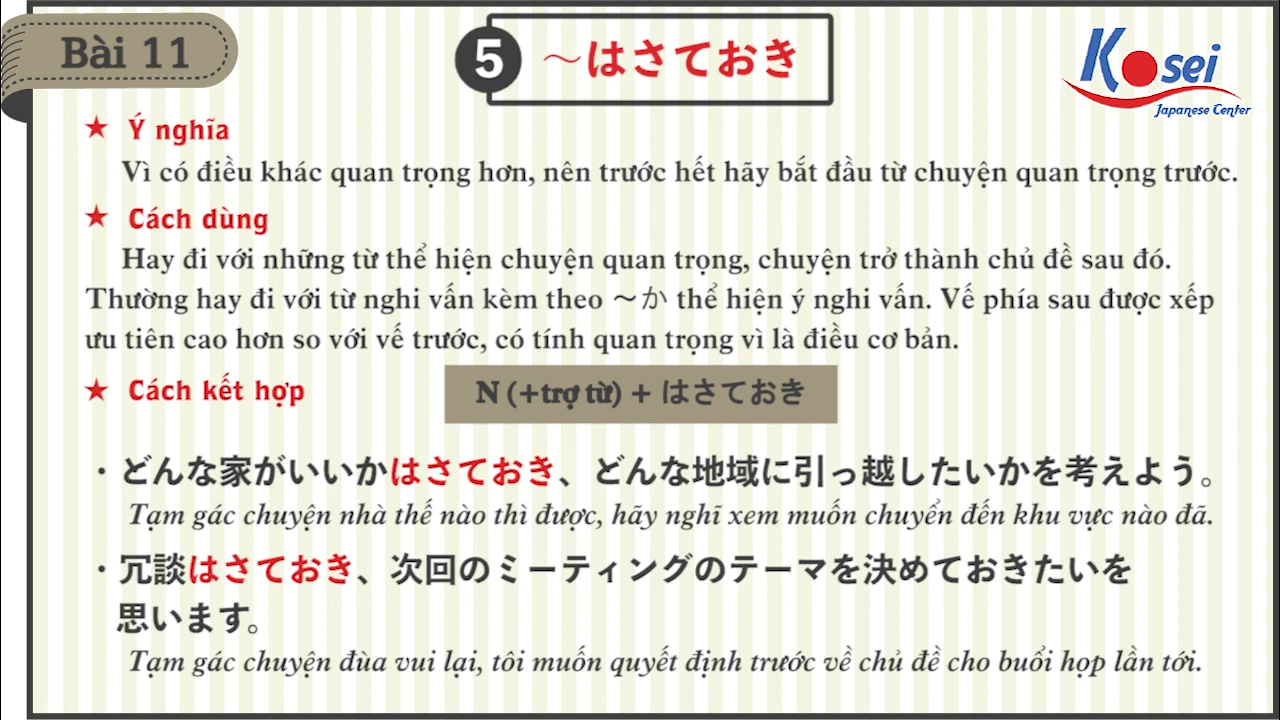 Bài 11
5 ～はさておき
Kosei
Japanese Center
★ Ý nghĩa
Vì có điều khác quan trọng hơn, nên trước hết hãy bắt đầu từ chuyện quan trọng trước.
★ Cách dùng
Hay đi với những từ thể hiện chuyện quan trọng, chuyện trở thành chủ đề sau đó.
Thường hay đi với từ nghi vấn kèm theo ～か thể hiện ý nghi vấn. Vế phía sau được xếp
ưu tiên cao hơn so với vế trước, có tính quan trọng vì là điều cơ bản.
★ Cách kết hợp
N (+trợ từ) + はさておき
・どんな家がいいかはさておき、どんな地域に引っ越したいかを考えよう。
Tạm gác chuyện nhà thế nào thì được, hãy nghĩ xem muốn chuyển đến khu vực nào đã.
・冗談はさておき、次回のミーティングのテーマを決めておきたいを
思います。
Tạm gác chuyện đùa vui lại, tôi muốn quyết định trước về chủ đề cho buổi họp lần tới.